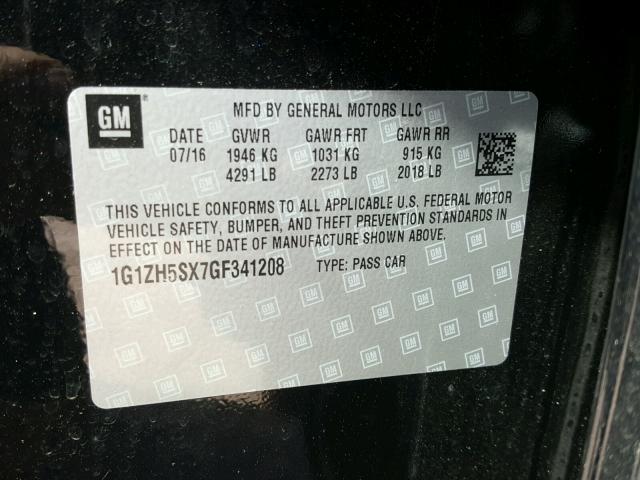 GM MFD BY GENERAL MOTORS LLC
DATE GVWR GAWR FRT GAWR RR
07/16 1946 KG 1031 KG 915 KG
4291 LB 2273 LB 2018 LB
THIS VEHICLE CONFORMS TO ALL APPLICABLE U.S. FEDERAL MOTOR
VEHICLE SAFETY, BUMPER, AND THEFT PREVENTION STANDARDS IN
EFFECT ON THE DATE OF MANUFACTURE SHOWN ABOVE.
1G1ZH5SX7GF341208 TYPE: PASS CAR